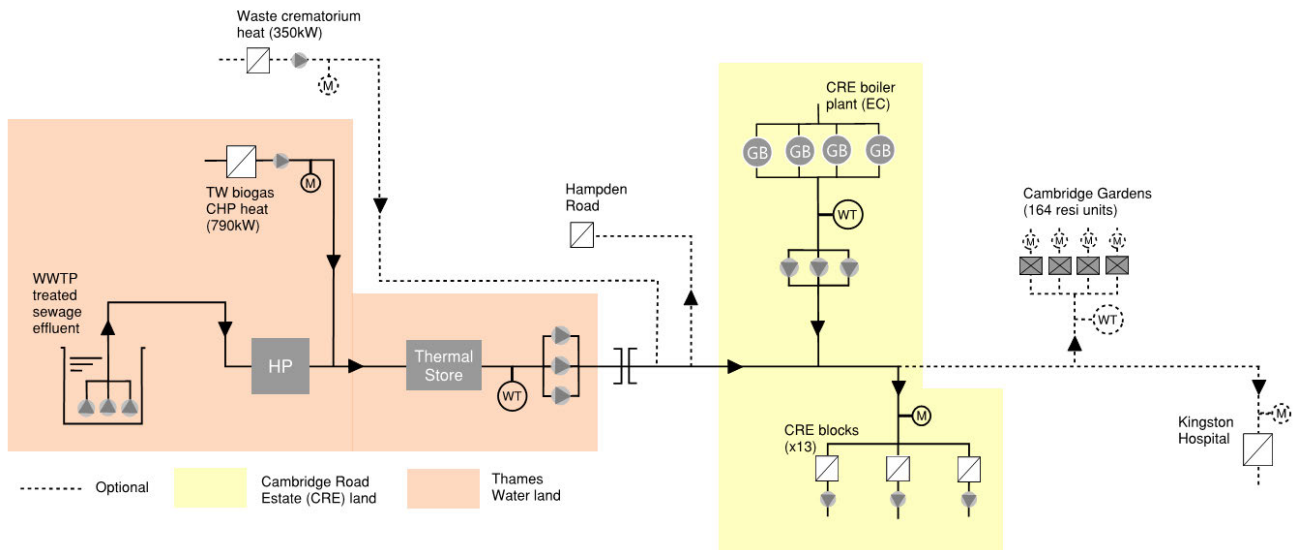 Waste crematorium
heat (350kW)
M
TW biogas
CHP heat
(790kW)
M
WWTP
treated
sewage
effluent
HP
Thermal
Store
WT
Hampden
Road
CRE boiler
plant (EC)
GB
GB
GB
GB
WT
CRE blocks
(x13)
M
Cambridge Gardens
(164 resi units)
M
M
M
M
WT
Kingston
Hospital
M
Optional
Cambridge Road
Estate (CRE) land
Thames
Water land